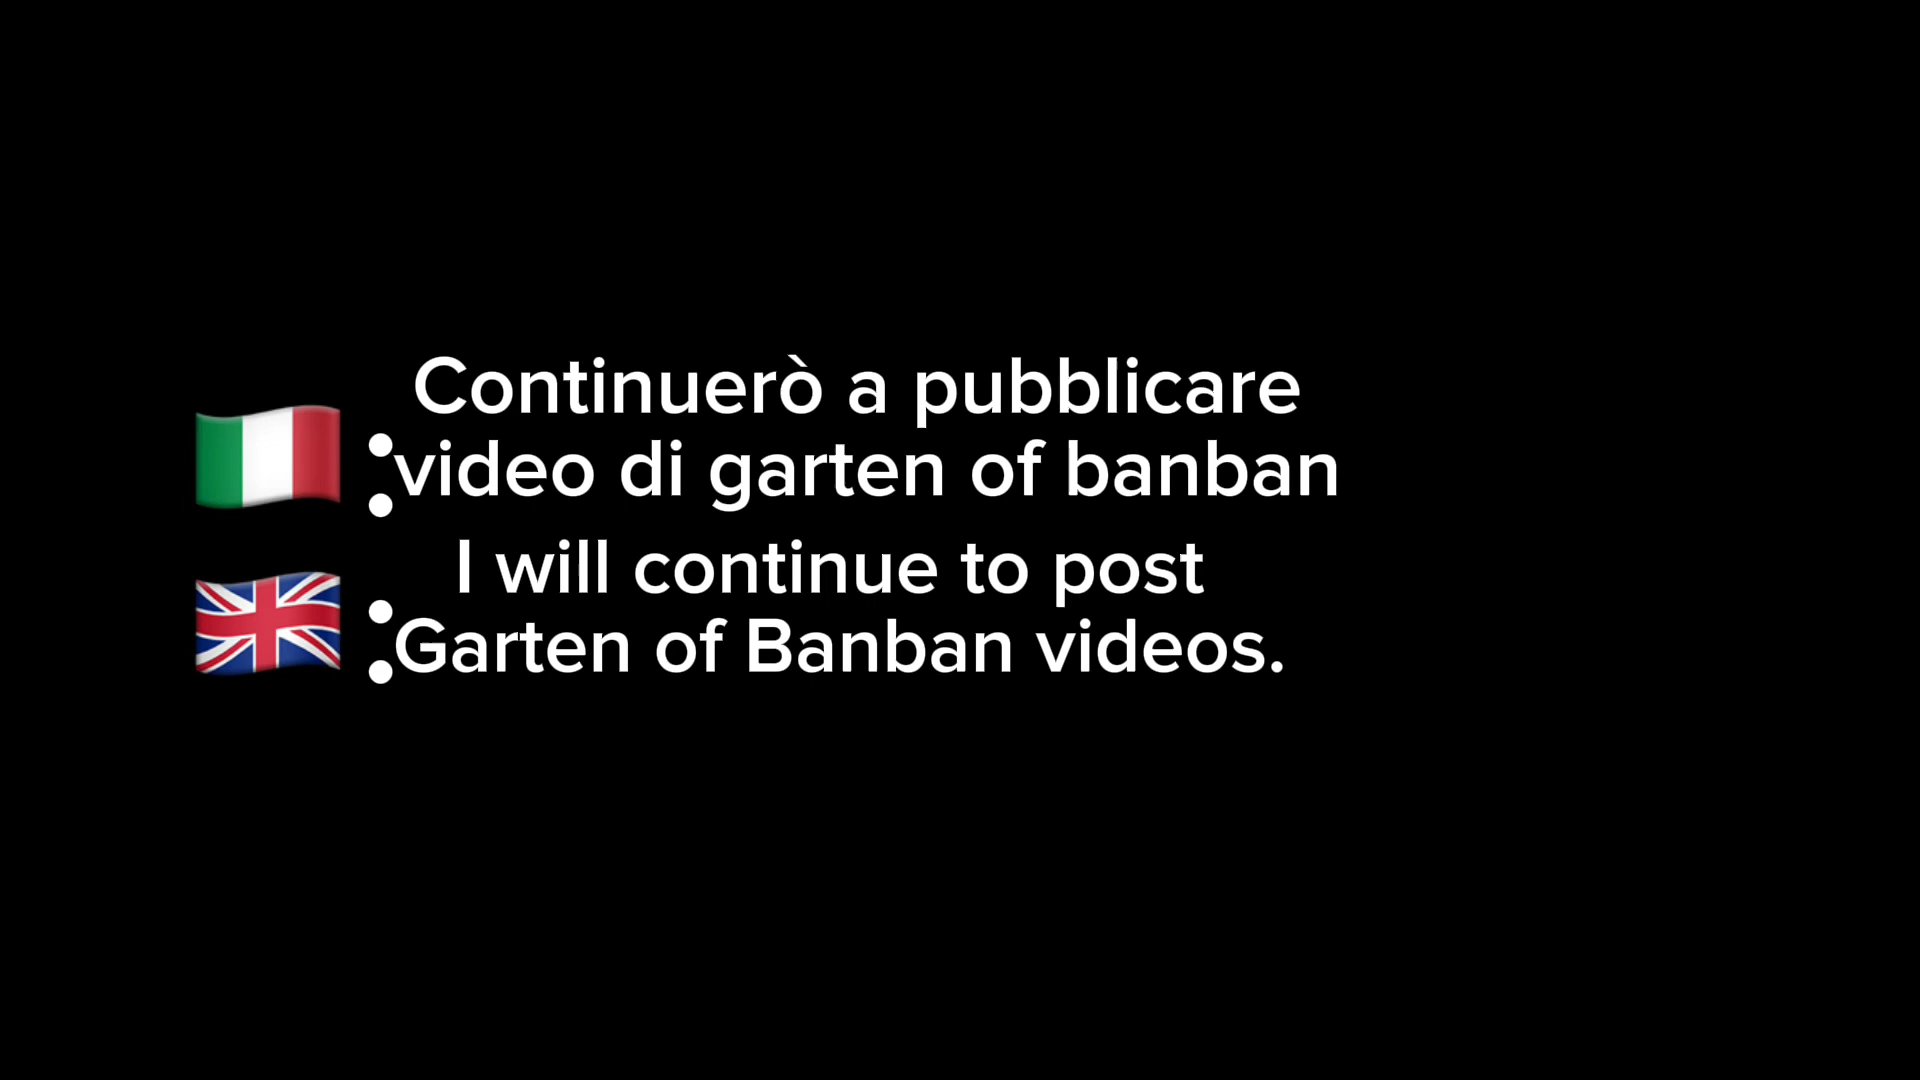 🇮🇹 : Continuerò a pubblicare
video di garten of banban
🇬🇧 : I will continue to post
Garten of Banban videos.